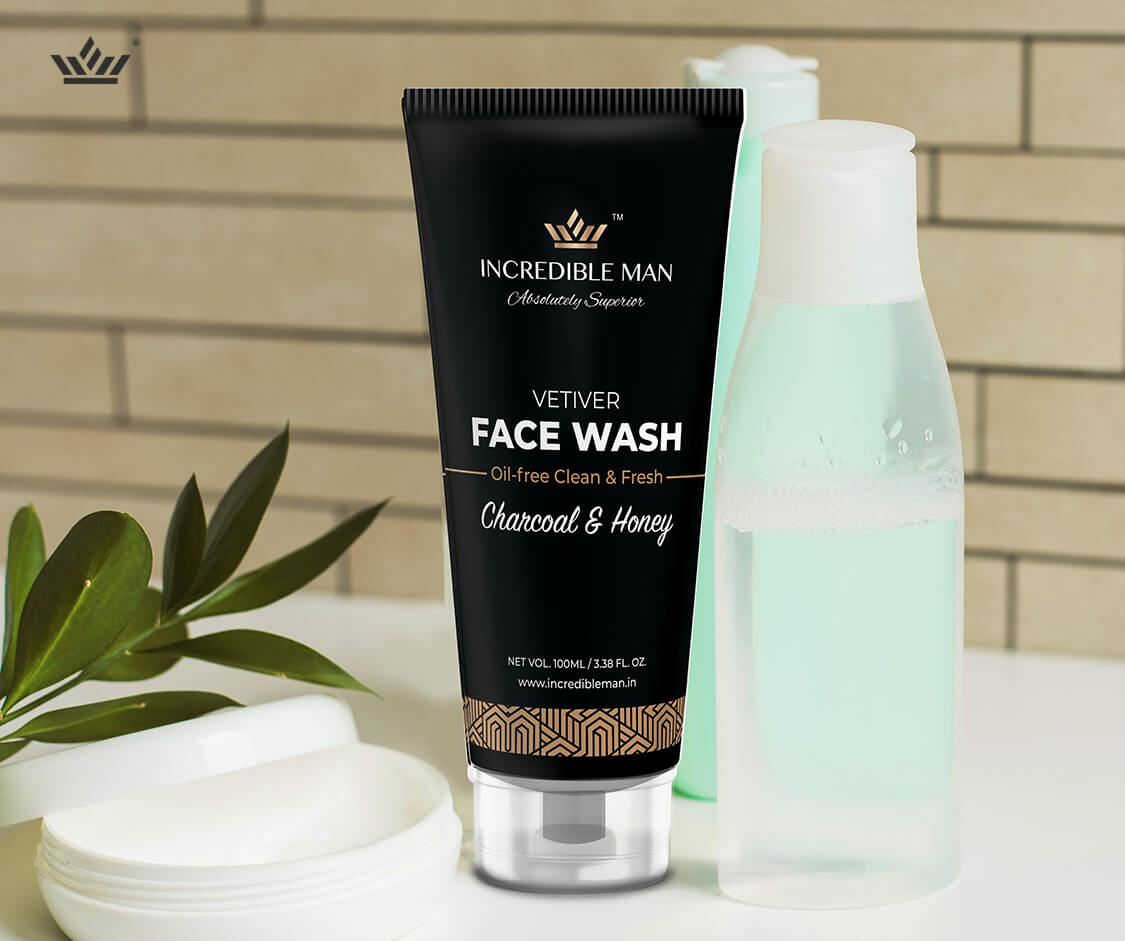 ®
TM
INCREDIBLE MAN
Absolutely Superior
VETIVER
FACE WASH
Oil-free Clean & Fresh
Charcoal & Honey
NET VOL. 100ML / 3.38 FL. OZ.
www.incredibleman.in